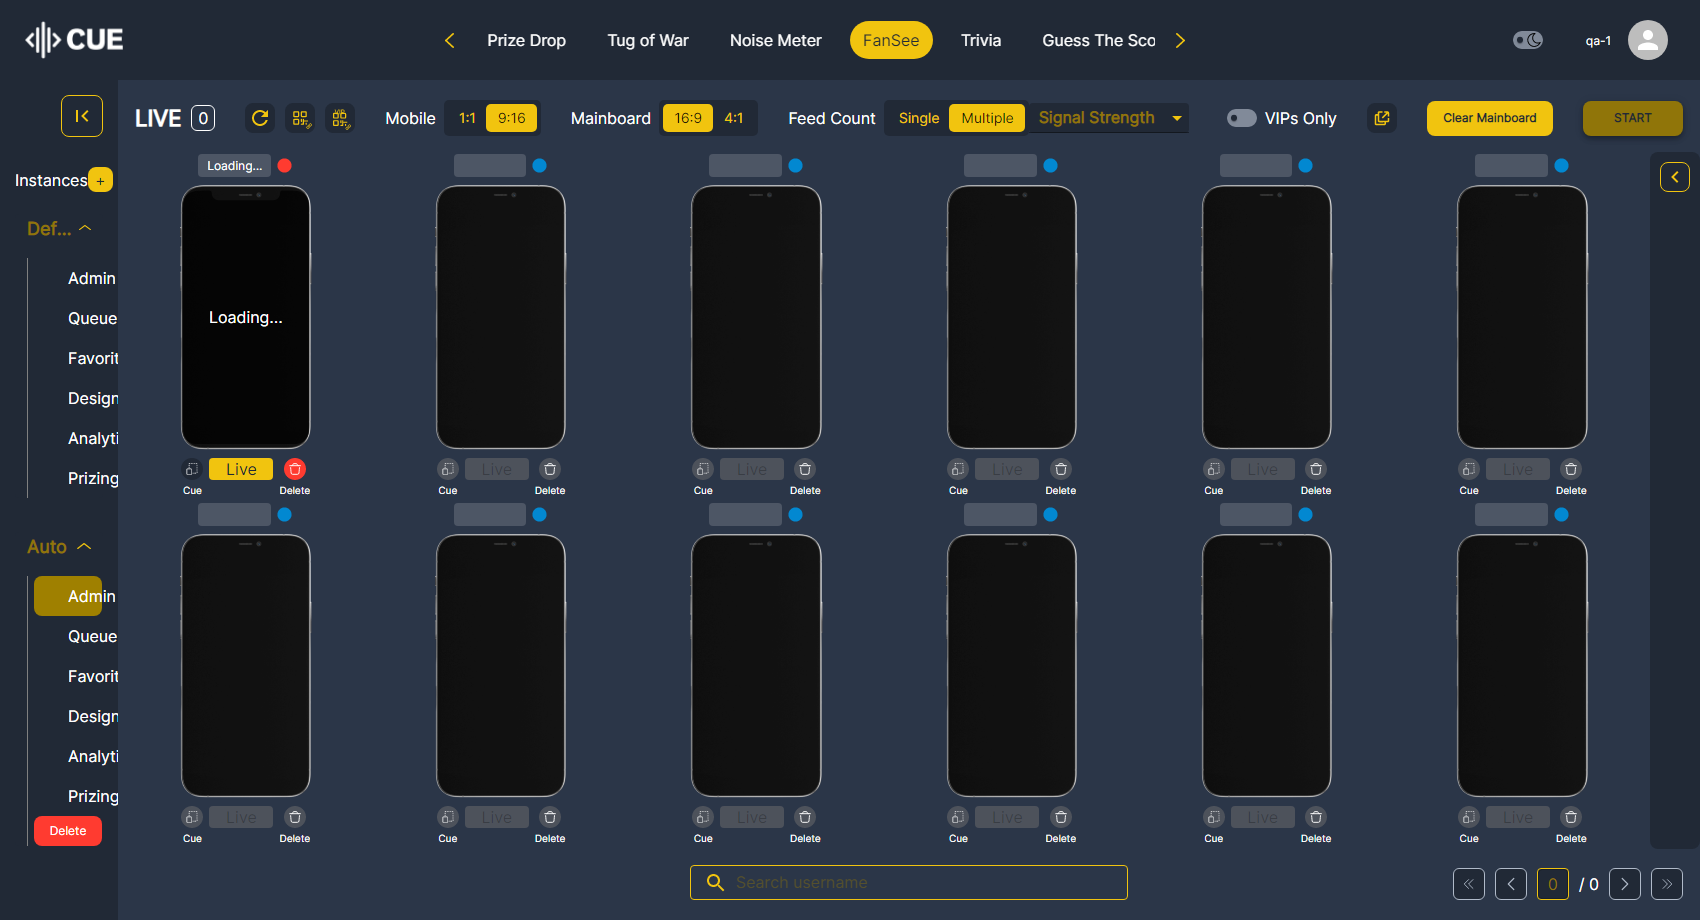 CUE
Prize Drop
Tug of War
Noise Meter
FanSee
Trivia
Guess The Sco
qa-1
LIVE 0
Mobile 1:1 9:16
Mainboard 16:9 4:1
Feed Count Single Multiple Signal Strength
VIPs Only
Clear Mainboard
START
Instances +
Def...
Admin
Queue
Favorit
Design
Analyti
Prizing
Auto
Admin
Queue
Favorit
Design
Analyti
Prizing
Delete
Loading...
Loading...
Live Live Live Live Live Live
Cue Delete Cue Delete Cue Delete Cue Delete Cue Delete Cue Delete
Live Live Live Live Live Live
Cue Delete Cue Delete Cue Delete Cue Delete Cue Delete Cue Delete
Search username
0 / 0